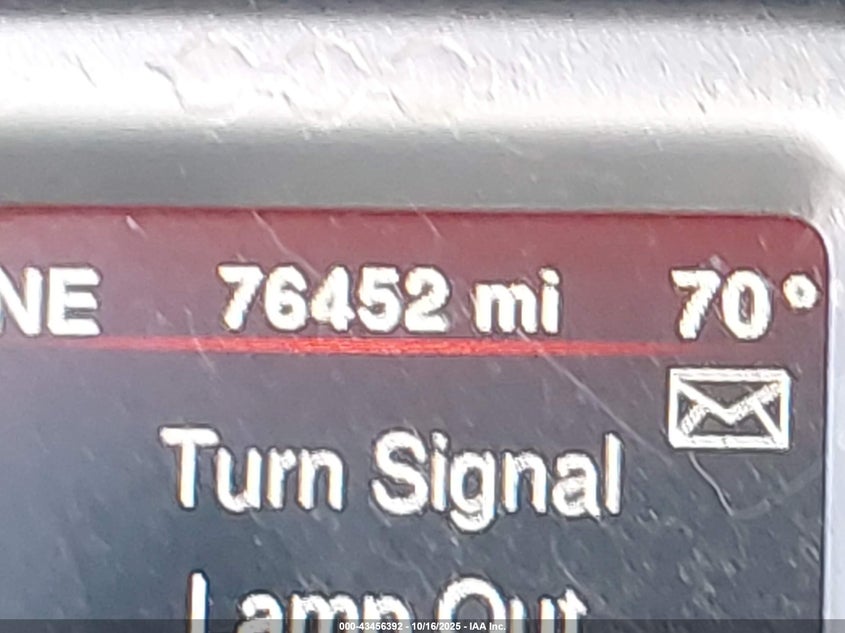 NE 76452 mi 70°
Turn Signal
Lamp Out
000-43456392 - 10/16/2025 - IAA Inc.